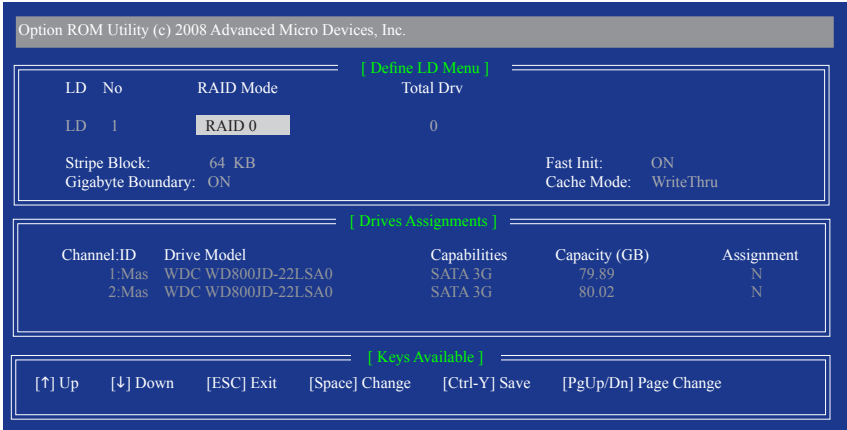 Option ROM Utility (c) 2008 Advanced Micro Devices, Inc.
[ Define LD Menu ]
LD No RAID Mode Total Drv
LD 1 RAID 0 0
Stripe Block: 64 KB Fast Init: ON
Gigabyte Boundary: ON Cache Mode: WriteThru
[ Drives Assignments ]
Channel:ID Drive Model Capabilities Capacity (GB) Assignment
1:Mas WDC WD800JD-22LSA0 SATA 3G 79.89 N
2:Mas WDC WD800JD-22LSA0 SATA 3G 80.02 N
[ Keys Available ]
[↑] Up [↓] Down [ESC] Exit [Space] Change [Ctrl-Y] Save [PgUp/Dn] Page Change